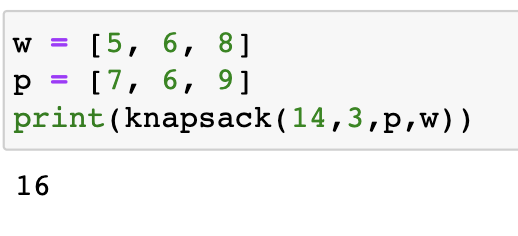 w = [5, 6, 8]
p = [7, 6, 9]
print(knapsack(14,3,p,w))
16